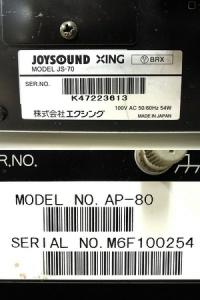 JOYSOUND XING Ⓨ BRX
MODEL JS-70
SER.NO.
K47223613
100V AC 50/60Hz 54W
株式会社エクシング MADE IN JAPAN
R.NO.
MODEL NO. AP-80
SERIAL NO. M6F100254